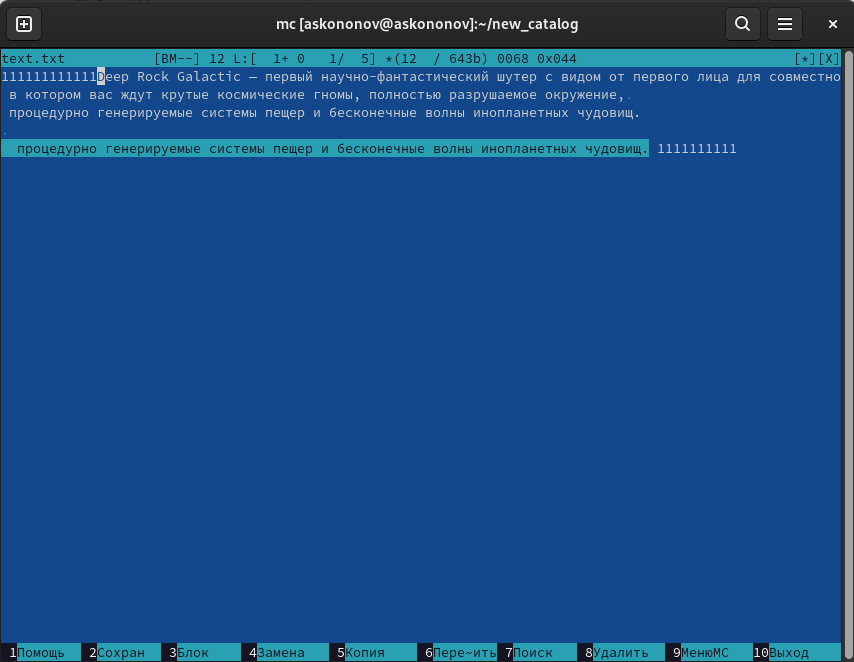 mc [askononov@askononov]:~/new_catalog
text.txt [BM--] 12 L:[ 1+ 0 1/ 5] *(12 / 643b) 0068 0x044 [*][X]
111111111111Deep Rock Galactic — первый научно-фантастический шутер с видом от первого лица для совместно
в котором вас ждут крутые космические гномы, полностью разрушаемое окружение,.
процедурно генерируемые системы пещер и бесконечные волны инопланетных чудовищ.
.
процедурно генерируемые системы пещер и бесконечные волны инопланетных чудовищ. 1111111111
1Помощь 2Сохран 3Блок 4Замена 5Копия 6Пере~ить 7Поиск 8Удалить 9МенюMC 10Выход